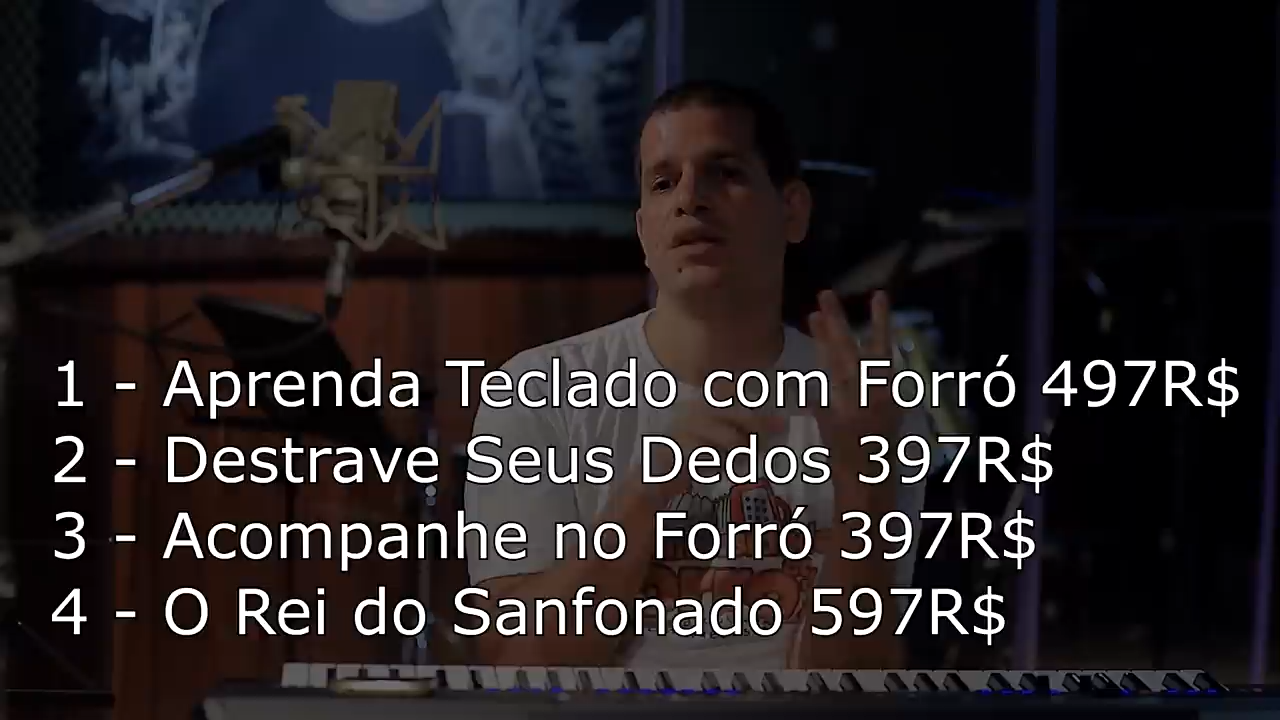 1 - Aprenda Teclado com Forró 497R$
2 - Destrave Seus Dedos 397R$
3 - Acompanhe no Forró 397R$
4 - O Rei do Sanfonado 597R$